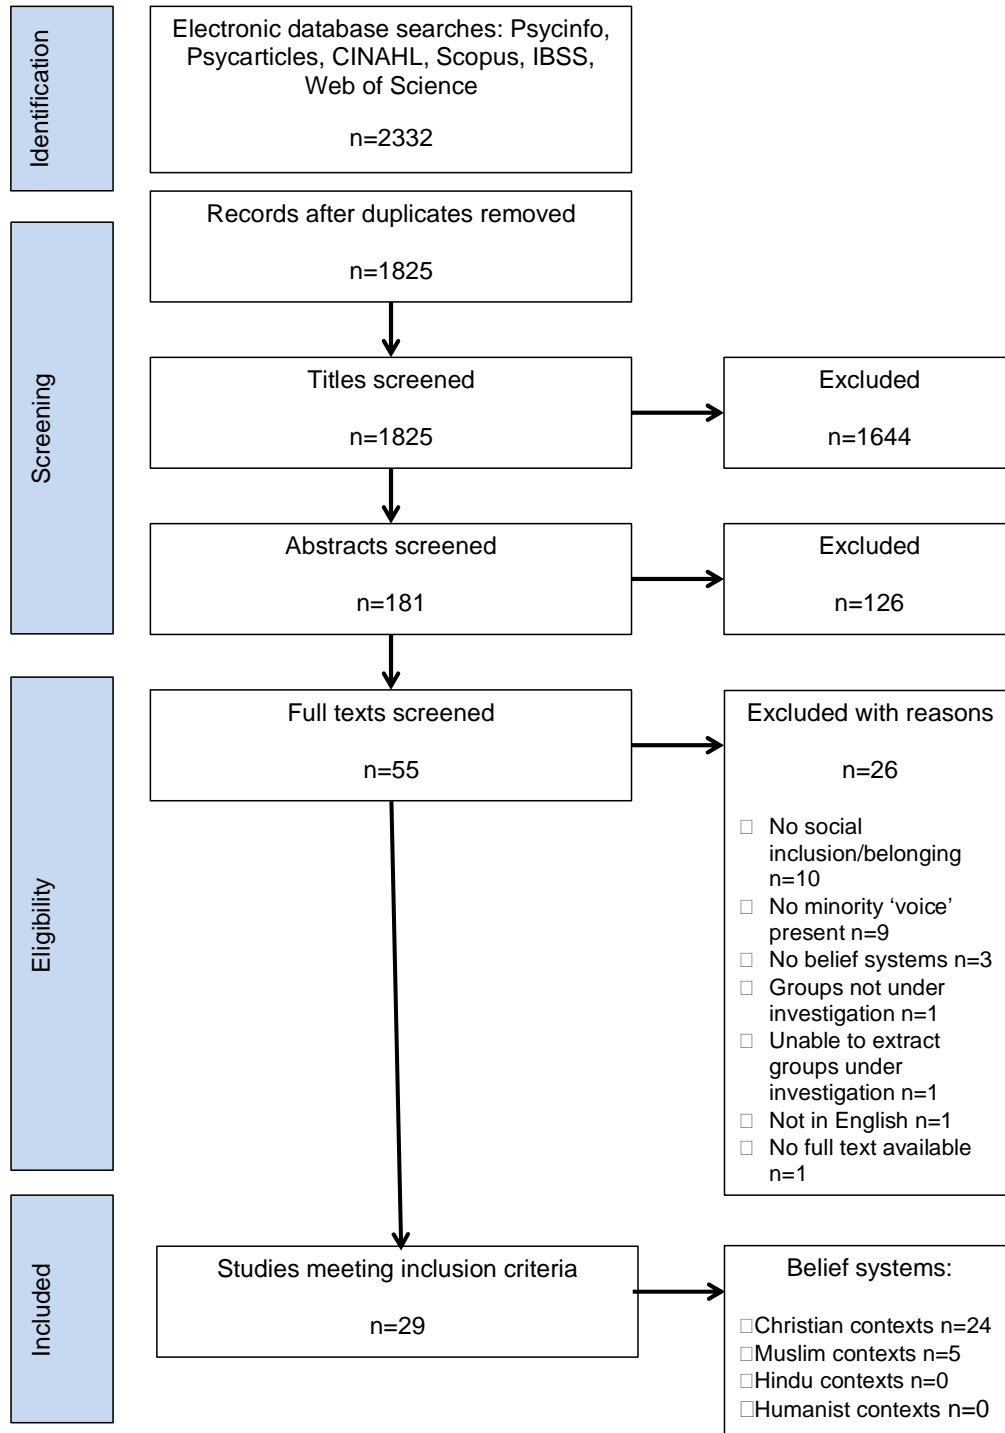 Identification
Electronic database searches: Psycinfo,
Psycarticles, CINAHL, Scopus, IBSS,
Web of Science
n=2332
Screening
Records after duplicates removed
n=1825
Titles screened
n=1825
Excluded
n=1644
Abstracts screened
n=181
Excluded
n=126
Eligibility
Full texts screened
n=55
Excluded with reasons
n=26
No social
inclusion/belonging
n=10
No minority ‘voice’
present n=9
No belief systems n=3
Groups not under
investigation n=1
Unable to extract
groups under
investigation n=1
Not in English n=1
No full text available
n=1
Included
Studies meeting inclusion criteria
n=29
Belief systems:
Christian contexts n=24
Muslim contexts n=5
Hindu contexts n=0
Humanist contexts n=0